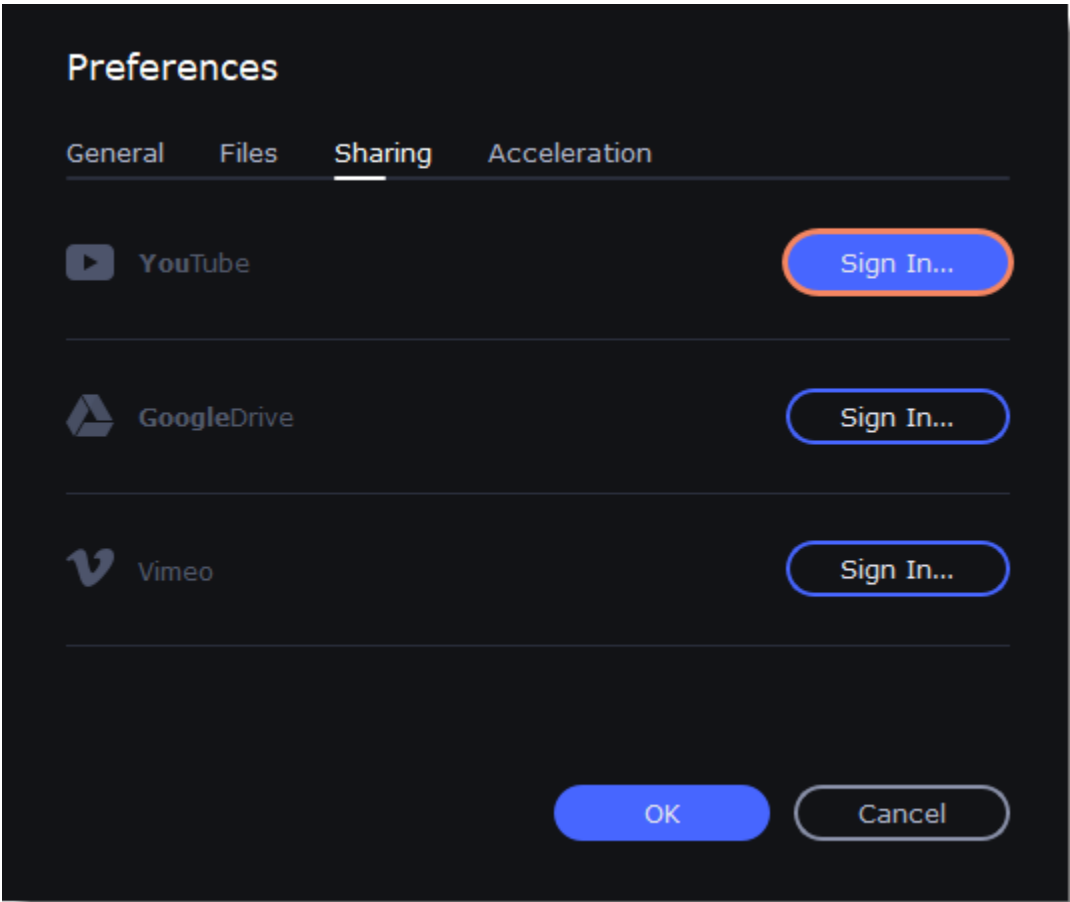 Preferences
General Files Sharing Acceleration
YouTube Sign In...
GoogleDrive Sign In...
Vimeo Sign In...
OK Cancel